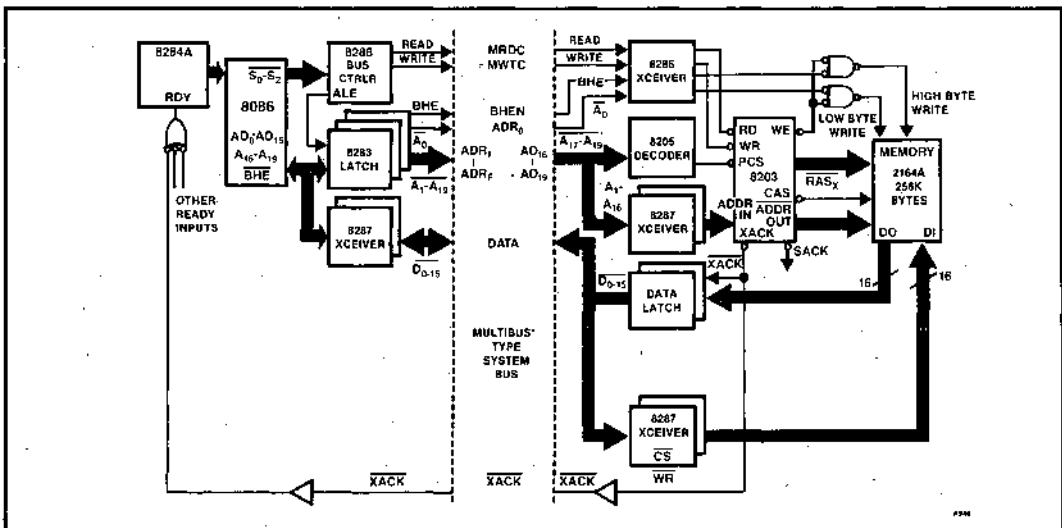 8284A
RDY
OTHER
READY
INPUTS
S0-S2
8086
AD0-AD15
A16-A19
BHE
8288
BUS
CTRLR
ALE
READ
WRITE
8283
LATCH
BHE
A0
A1-A19
8287
XCEIVER
D0-15
XACK
MRDC
MWTC
BHEN
ADR0
ADR1
ADRF
AD16
AD19
DATA
MULTIBUS*
TYPE
SYSTEM
BUS
XACK
READ
WRITE
BHE
A0
A17-A19
8286
XCEIVER
8205
DECODER
A1-
A16
8287
XCEIVER
ADDR
IN
RD
WE
WR
PCS
8203
CAS
ADDR
OUT
XACK
RASX
SACK
HIGH BYTE
WRITE
LOW BYTE
WRITE
MEMORY
2164A
256K
BYTES
DO
DI
16
16
XACK
D0-15
DATA
LATCH
8287
XCEIVER
CS
WR
XACK